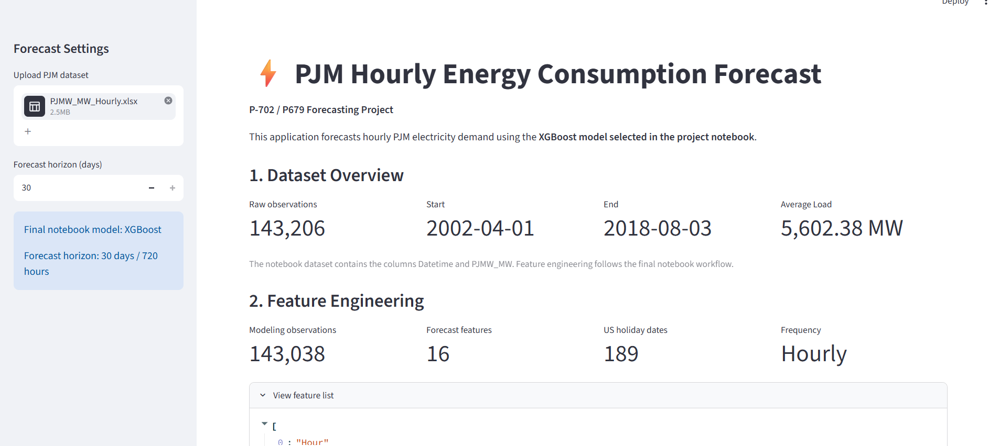 Deploy
Forecast Settings
Upload PJM dataset
PJMW_MW_Hourly.xlsx
2.5MB
+
Forecast horizon (days)
30
Final notebook model: XGBoost
Forecast horizon: 30 days / 720
hours
PJM Hourly Energy Consumption Forecast
P-702 / P679 Forecasting Project
This application forecasts hourly PJM electricity demand using the XGBoost model selected in the project notebook.
1. Dataset Overview
Raw observations
143,206
Start
2002-04-01
End
2018-08-03
Average Load
5,602.38 MW
The notebook dataset contains the columns Datetime and PJMW_MW. Feature engineering follows the final notebook workflow.
2. Feature Engineering
Modeling observations
143,038
Forecast features
16
US holiday dates
189
Frequency
Hourly
View feature list
[
0 : "Hour"